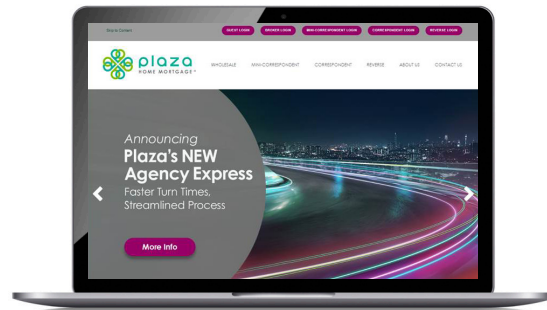 Skip to Content
GUEST LOGIN
BROKER LOGIN
MINI-CORRESPONDENT LOGIN
CORRESPONDENT LOGIN
REVERSE LOGIN
plaza
HOME MORTGAGE
WHOLESALE
MINI-CORRESPONDENT
CORRESPONDENT
REVERSE
ABOUT US
CONTACT US
Announcing
Plaza's NEW
Agency Express
Faster Turn Times,
Streamlined Process
More Info